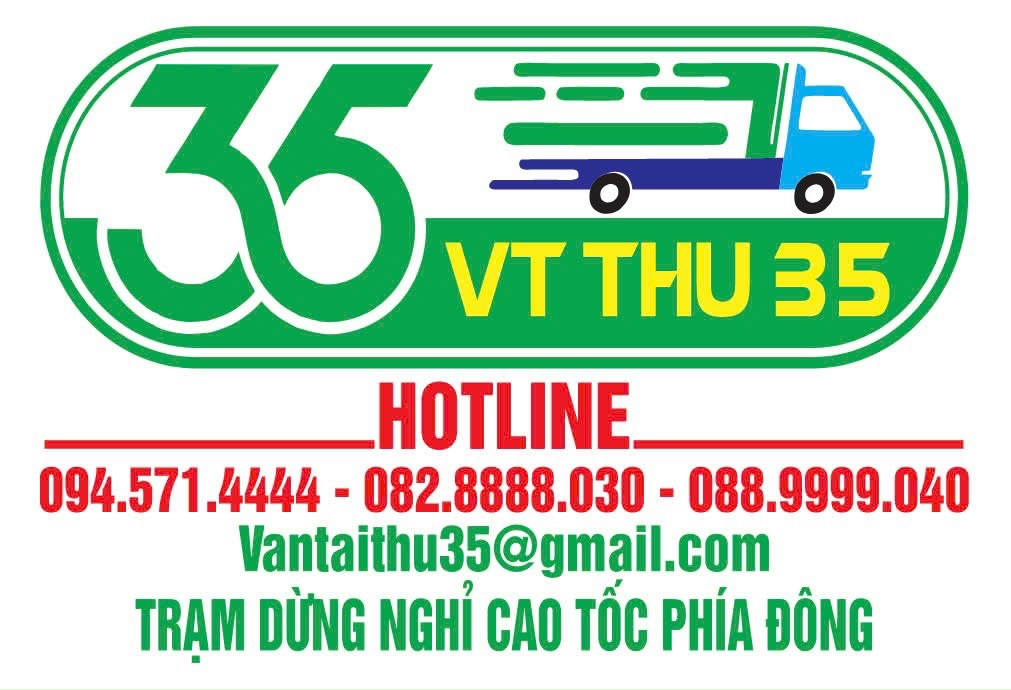 35
VT THU 35
HOTLINE
094.571.4444 - 082.8888.030 - 088.9999.040
Vantaithu35@gmail.com
TRẠM DỪNG NGHỈ CAO TỐC PHÍA ĐÔNG